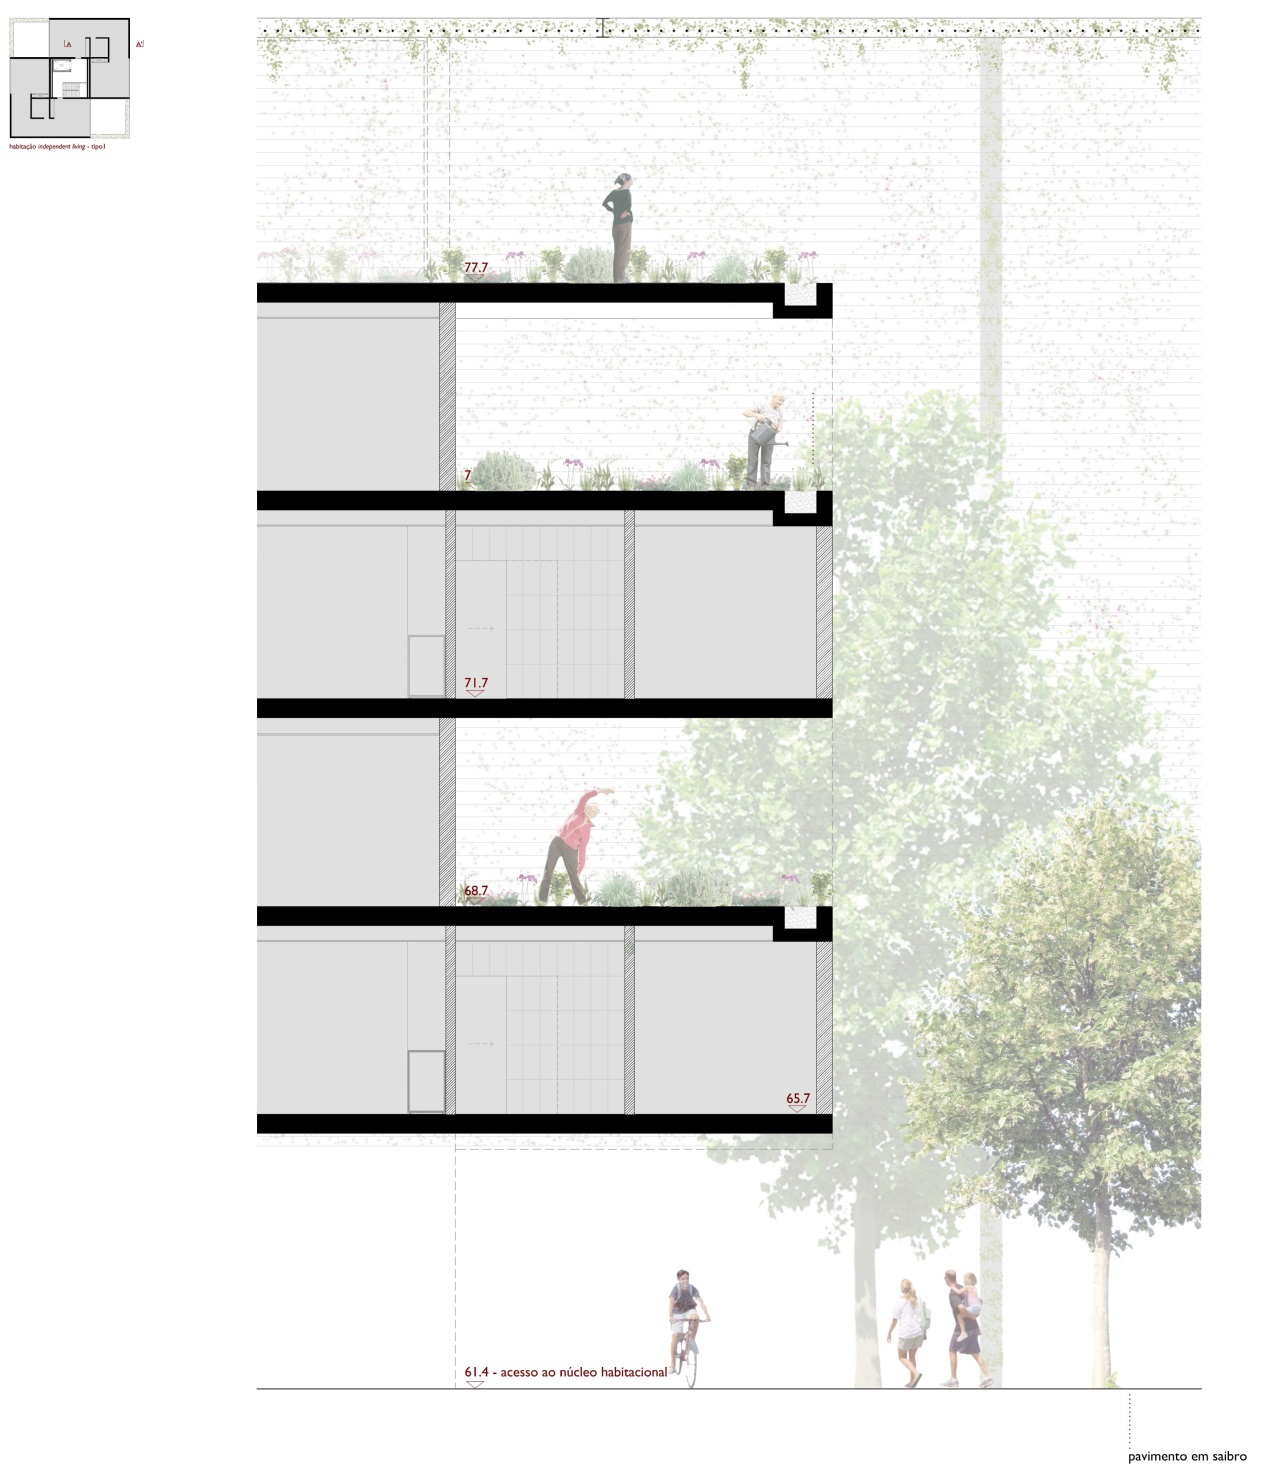 A A'
habitação independent living - tipo1
77.7
7
71.7
68.7
65.7
61.4 - acesso ao núcleo habitacional
pavimento em saibro